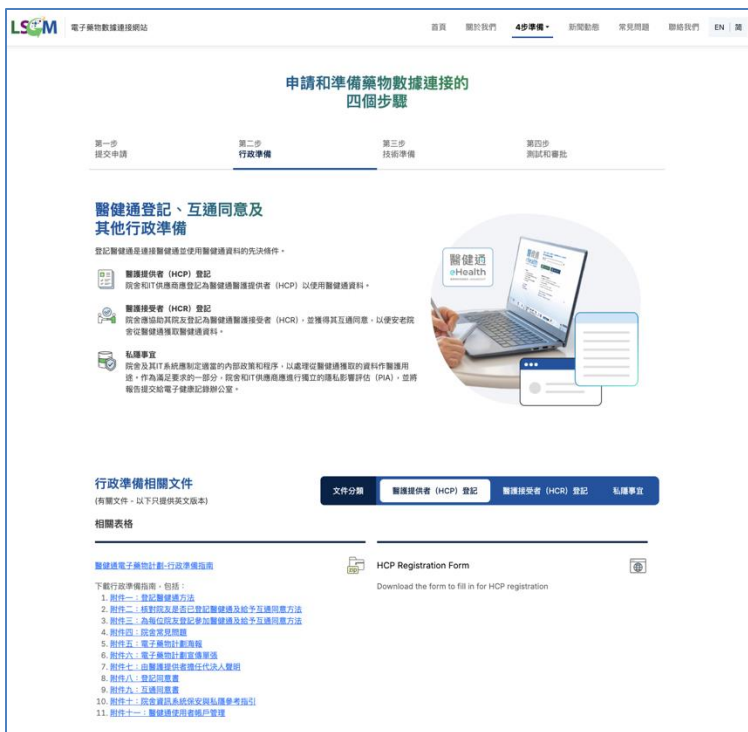 LSCM 電子藥物數據連接網站
首頁 關於我們 4步準備 新聞動態 常見問題 聯絡我們 EN 简
申請和準備藥物數據連接的
四個步驟
第一步
提交申請
第二步
行政準備
第三步
技術準備
第四步
測試和審批
醫健通登記、互通同意及
其他行政準備
登記醫健通是連接醫健通並使用醫健通資料的先決條件。
醫護提供者（HCP）登記
院舍和IT供應商應登記為醫健通醫護提供者（HCP）以使用醫健通資料。
醫護接受者（HCR）登記
院舍應協助其院友登記為醫健通醫護接受者（HCR），並獲得其互通同意，以便安老院
舍從醫健通獲取醫健通資料。
私隱事宜
院舍及其IT系統應制定適當的內部政策和程序，以處理從醫健通獲取的資料作醫護用
途。作為滿足要求的一部分，院舍和IT供應商應進行獨立的隱私影響評估（PIA），並將
報告提交給電子健康記錄辦公室。
醫健通
eHealth
行政準備相關文件
(有關文件 - 以下只提供英文版本)
文件分類 醫護提供者（HCP）登記 醫護接受者（HCR）登記 私隱事宜
相關表格
醫健通電子藥物計劃-行政準備指南
下載行政準備指南，包括：
1. 附件一：登記醫健通方法
2. 附件二：核對院友是否已登記醫健通及給予互通同意方法
3. 附件三：為每位院友登記參加醫健通及給予互通同意方法
4. 附件四：院舍常見問題
5. 附件五：電子藥物計劃海報
6. 附件六：電子藥物計劃宣傳單張
7. 附件七：由醫護提供者擔任代決人聲明
8. 附件八：登記同意書
9. 附件九：互通同意書
10. 附件十：院舍資訊系統保安與私隱參考指引
11. 附件十一：醫健通使用者帳戶管理
HCP Registration Form
Download the form to fill in for HCP registration